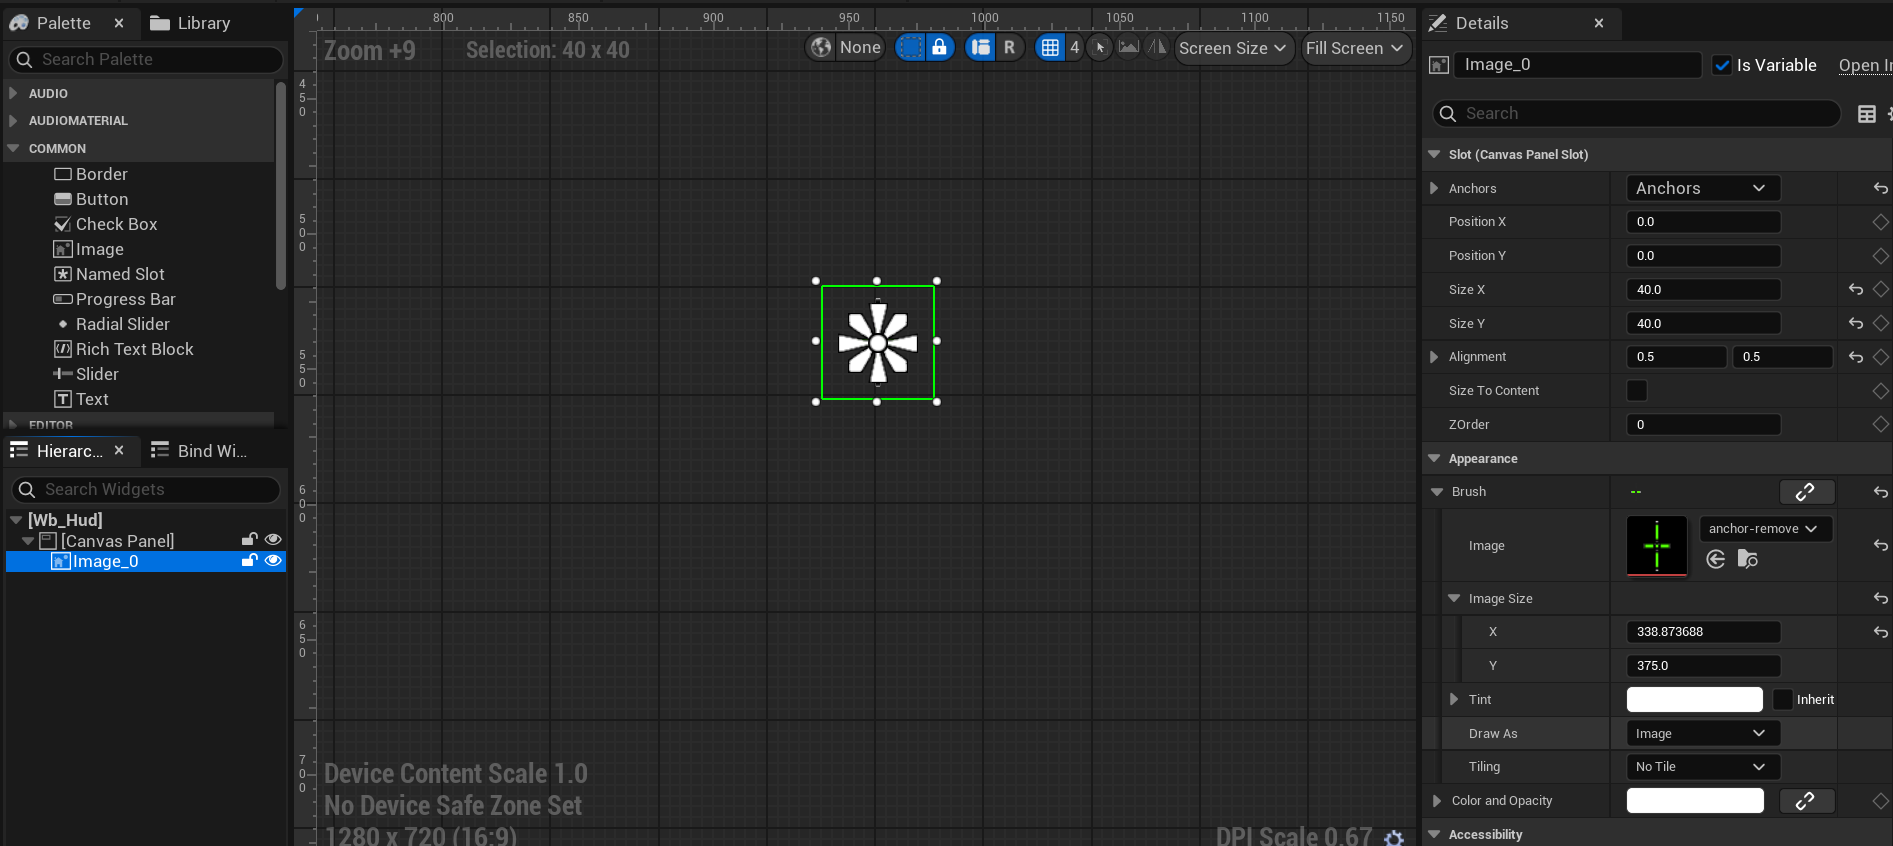 Palette
Library
Search Palette
AUDIO
AUDIOMATERIAL
COMMON
Border
Button
Check Box
Image
Named Slot
Progress Bar
Radial Slider
Rich Text Block
Slider
Text
EDITOR
Hierarc...
Bind Wi...
Search Widgets
[Wb_Hud]
[Canvas Panel]
Image_0
800 850 900 950 1000 1050 1100 1150
Zoom +9
Selection: 40 x 40
None
R
4
Screen Size
Fill Screen
450
500
550
600
650
700
Device Content Scale 1.0
No Device Safe Zone Set
1280 x 720 (16:9)
DPI Scale 0.67
Details
Image_0
Is Variable
Open In
Search
Slot (Canvas Panel Slot)
Anchors Anchors
Position X 0.0
Position Y 0.0
Size X 40.0
Size Y 40.0
Alignment 0.5 0.5
Size To Content
ZOrder 0
Appearance
Brush --
Image anchor-remove
Image Size
X 338.873688
Y 375.0
Tint Inherit
Draw As Image
Tiling No Tile
Color and Opacity
Accessibility